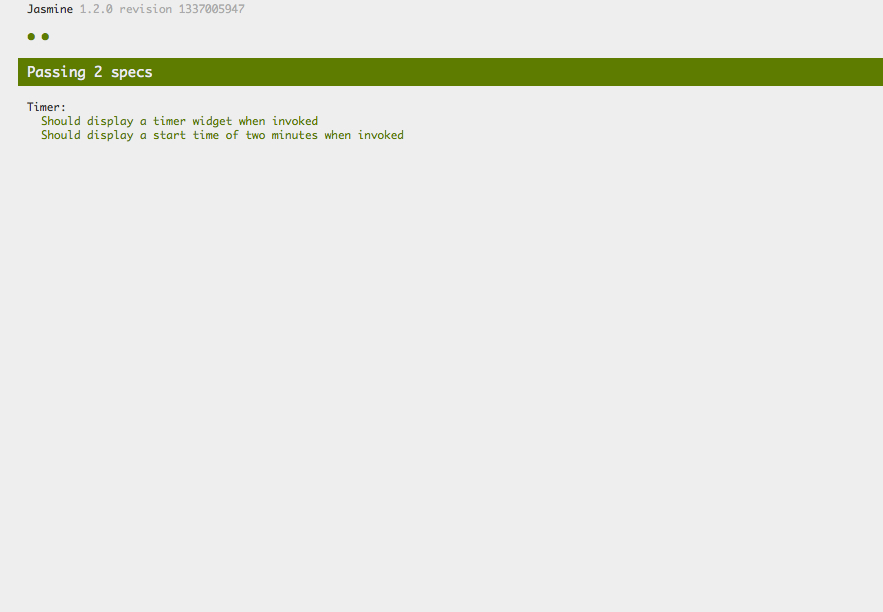 Jasmine 1.2.0 revision 1337005947
Passing 2 specs
Timer:
Should display a timer widget when invoked
Should display a start time of two minutes when invoked